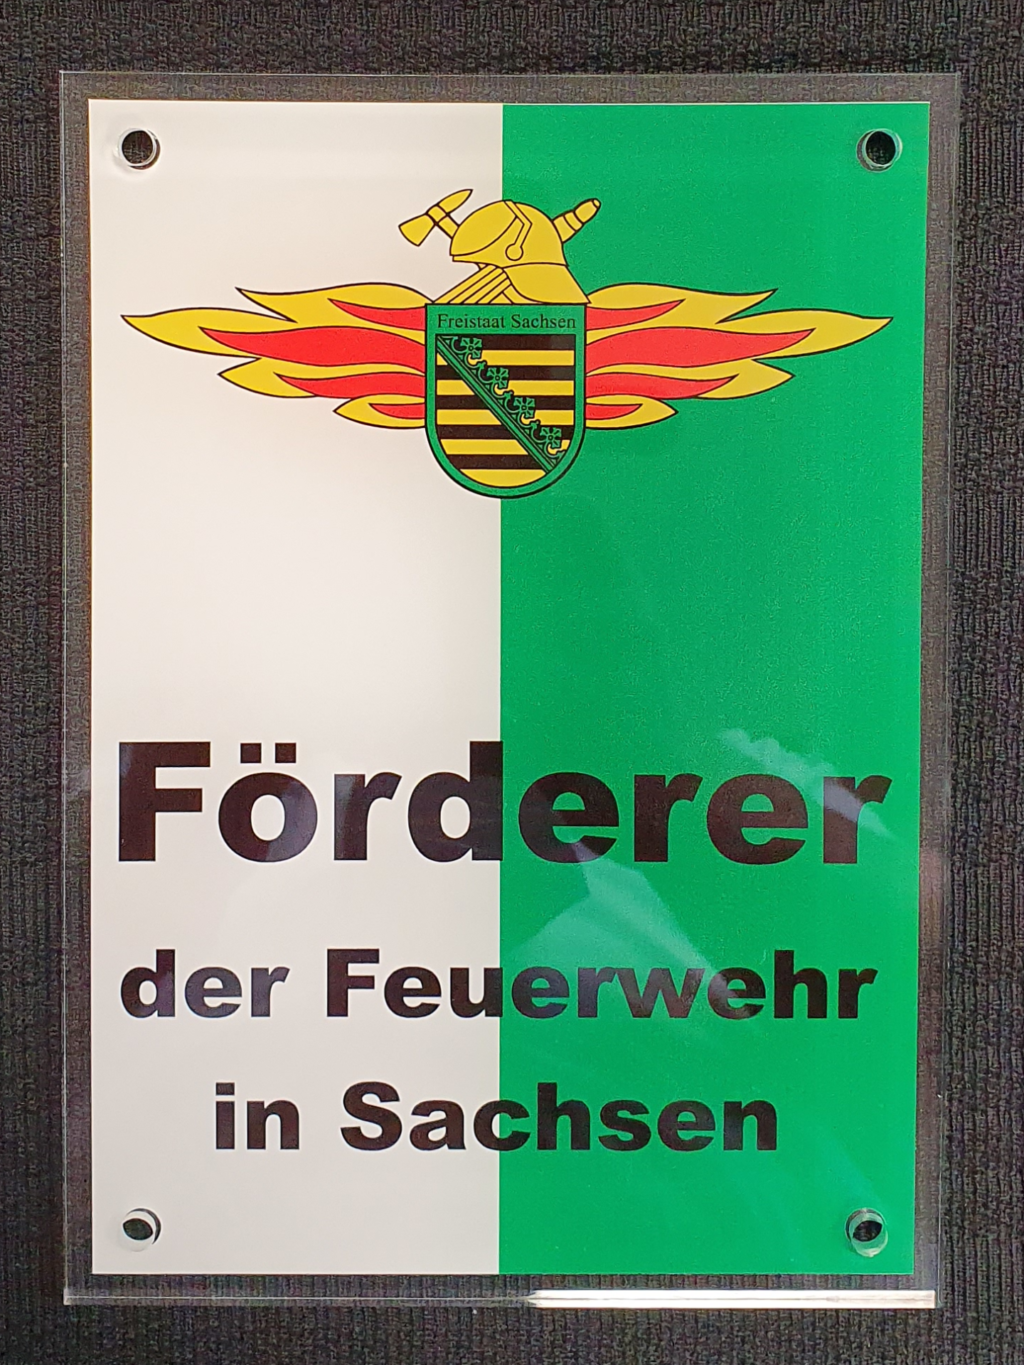 Freistaat Sachsen
Förderer
der Feuerwehr
in Sachsen